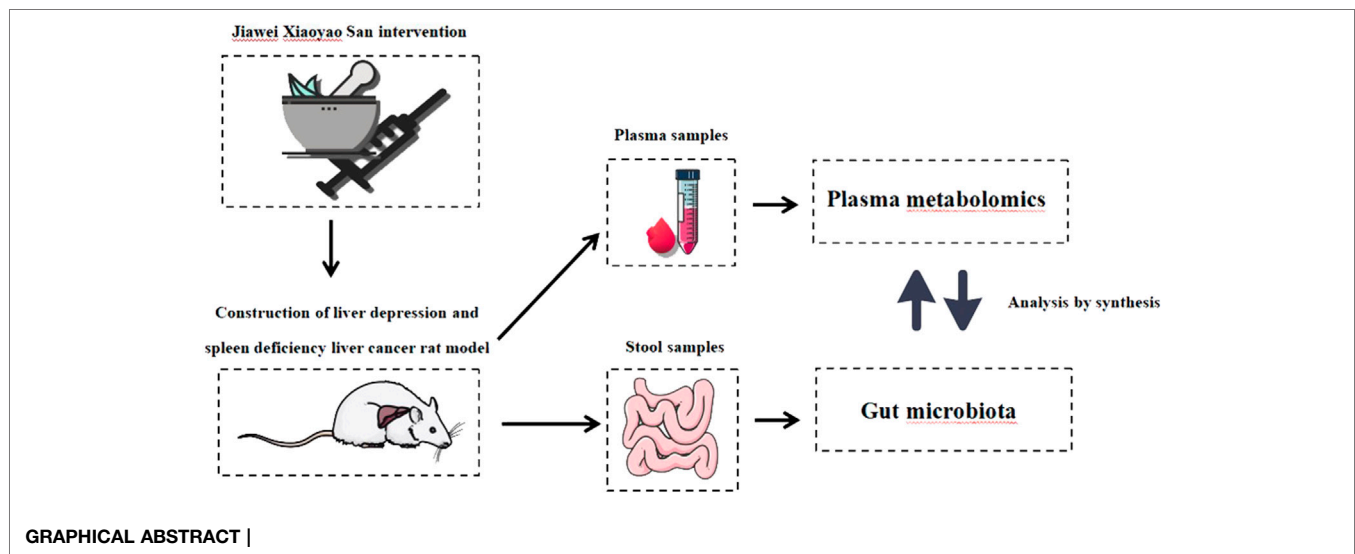 Jiawei Xiaoyao San intervention
Plasma samples
Plasma metabolomics
Construction of liver depression and
spleen deficiency liver cancer rat model
Analysis by synthesis
Stool samples
Gut microbiota
GRAPHICAL ABSTRACT |